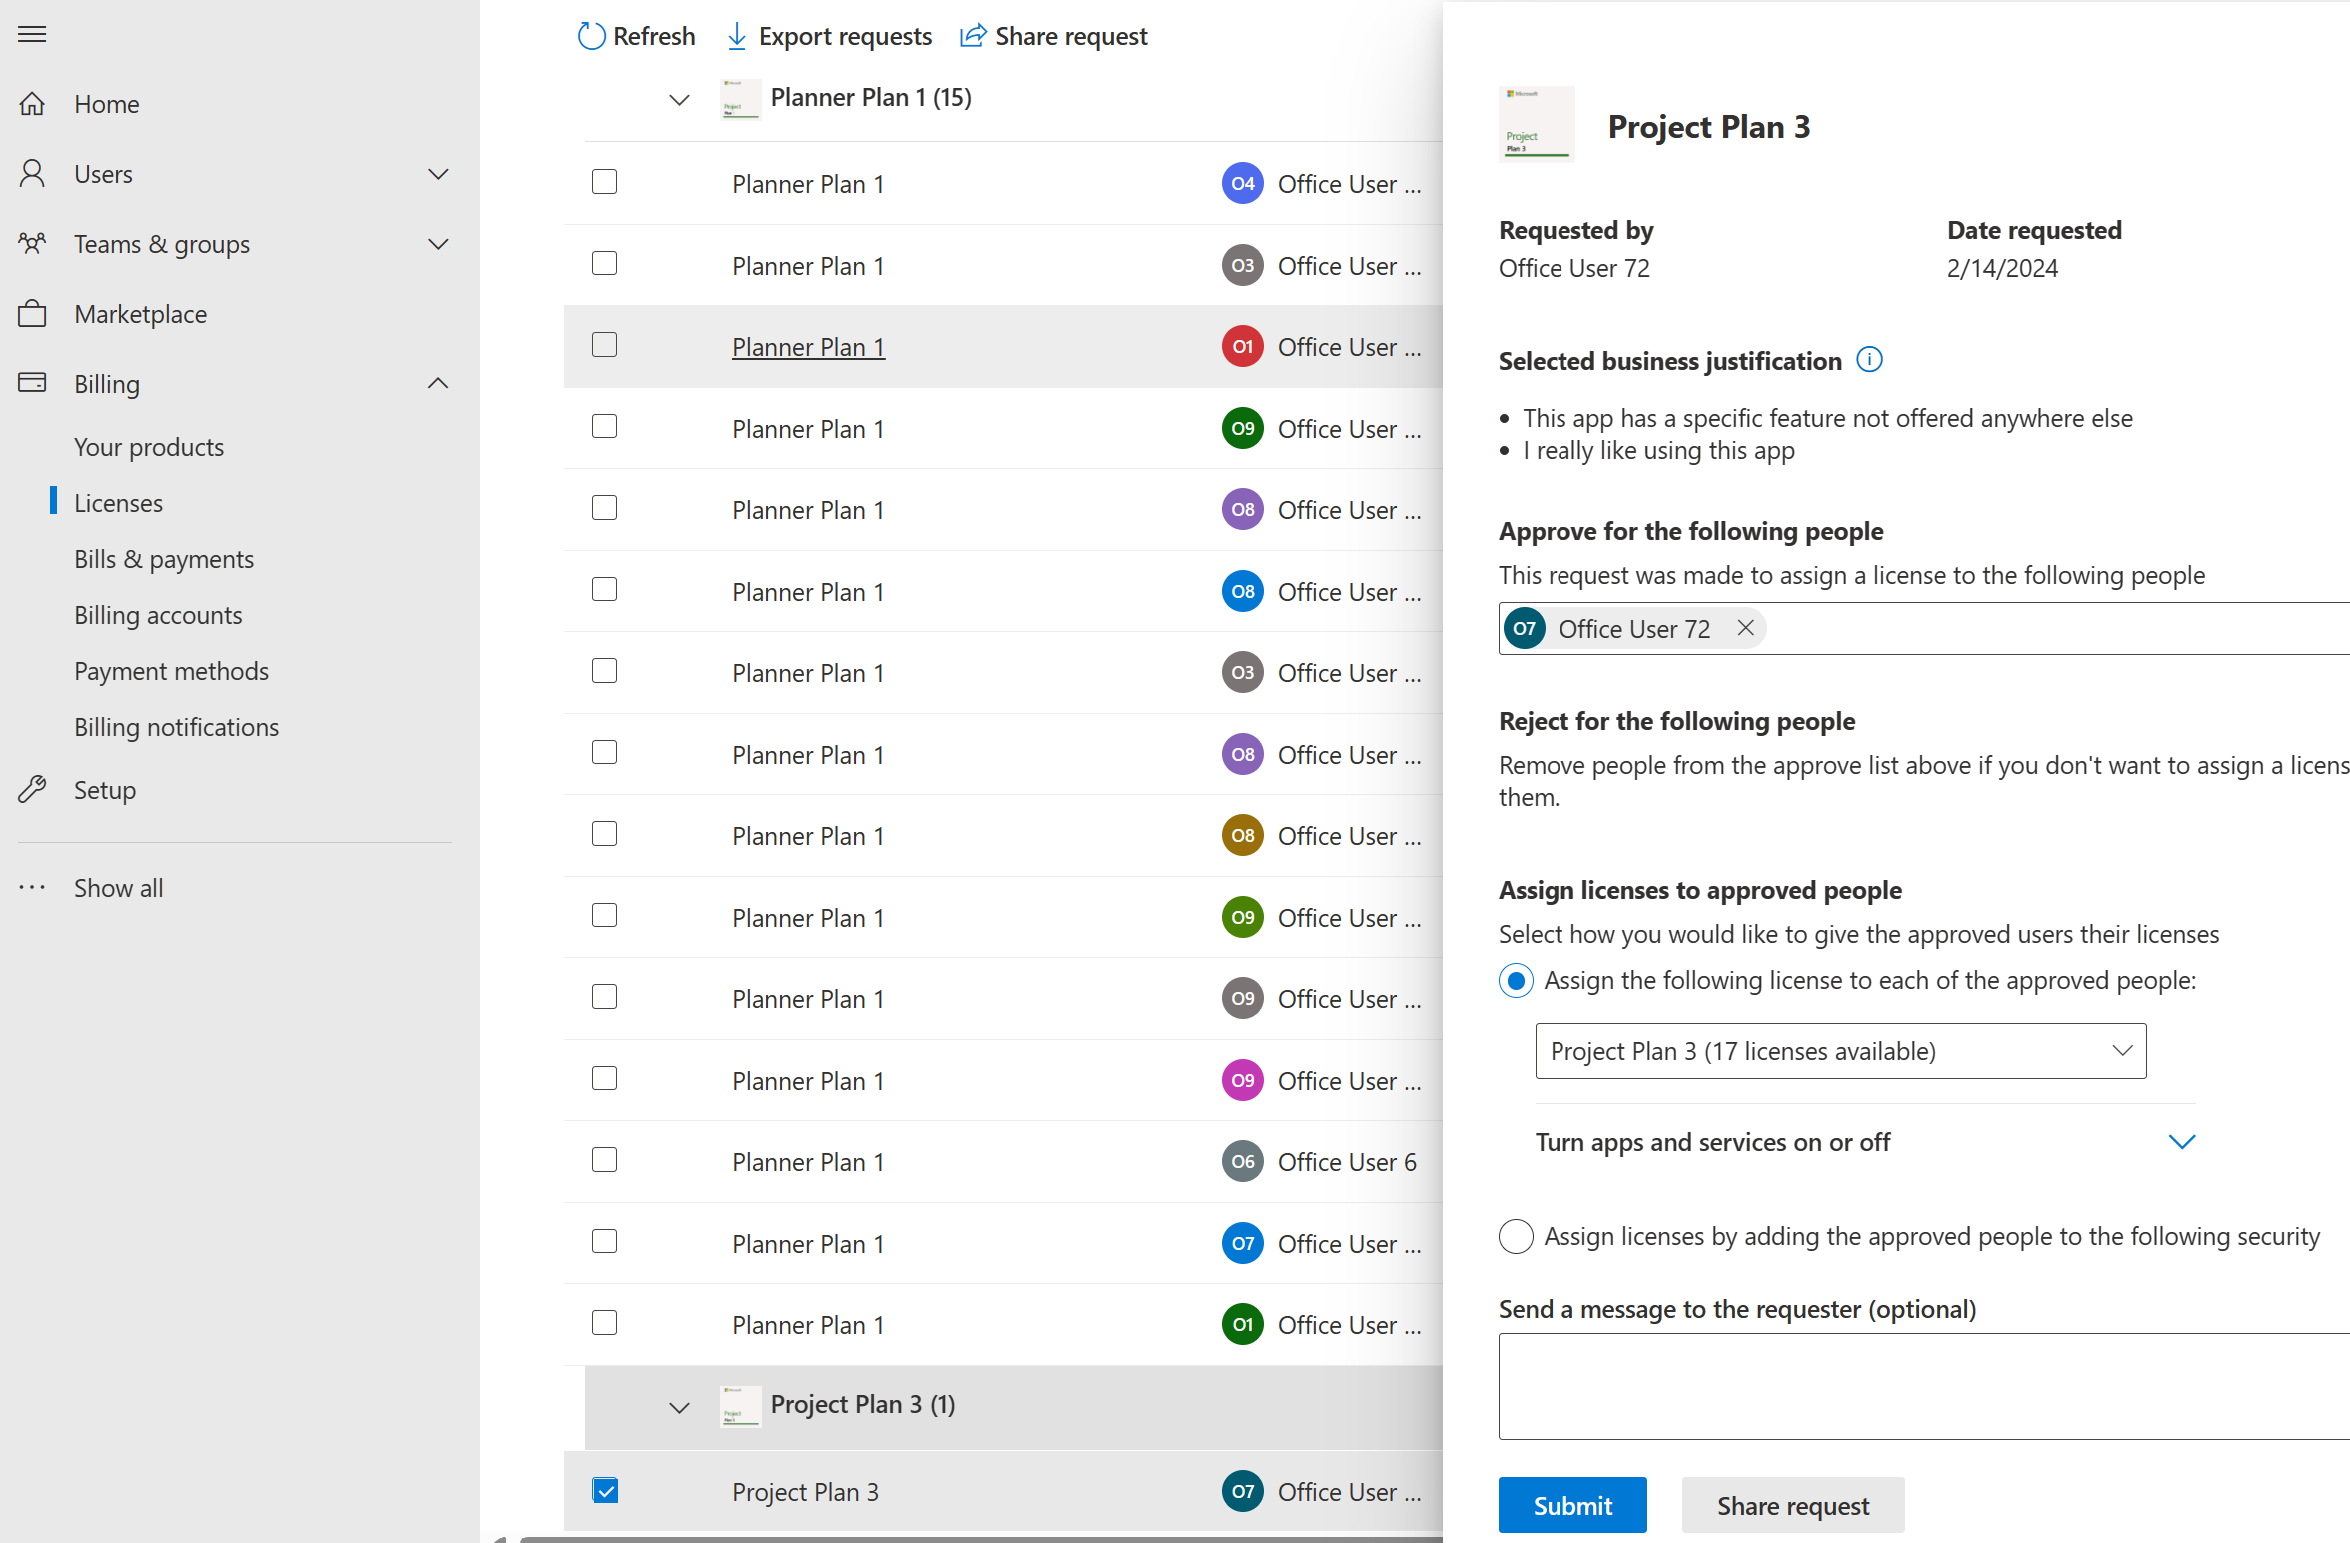 Home
Users
Teams & groups
Marketplace
Billing
Your products
Licenses
Bills & payments
Billing accounts
Payment methods
Billing notifications
Setup
Show all
Refresh
Export requests
Share request
Planner Plan 1 (15)
Planner Plan 1 O4 Office User ...
Planner Plan 1 O3 Office User ...
Planner Plan 1 O1 Office User ...
Planner Plan 1 O9 Office User ...
Planner Plan 1 O8 Office User ...
Planner Plan 1 O8 Office User ...
Planner Plan 1 O3 Office User ...
Planner Plan 1 O8 Office User ...
Planner Plan 1 O8 Office User ...
Planner Plan 1 O9 Office User ...
Planner Plan 1 O9 Office User ...
Planner Plan 1 O9 Office User ...
Planner Plan 1 O6 Office User 6
Planner Plan 1 O7 Office User ...
Planner Plan 1 O1 Office User ...
Project Plan 3 (1)
Project Plan 3 O7 Office User ...
Microsoft
Project
Plan 3
Project Plan 3
Requested by Date requested
Office User 72 2/14/2024
Selected business justification
• This app has a specific feature not offered anywhere else
• I really like using this app
Approve for the following people
This request was made to assign a license to the following people
O7 Office User 72
Reject for the following people
Remove people from the approve list above if you don't want to assign a licens
them.
Assign licenses to approved people
Select how you would like to give the approved users their licenses
Assign the following license to each of the approved people:
Project Plan 3 (17 licenses available)
Turn apps and services on or off
Assign licenses by adding the approved people to the following security
Send a message to the requester (optional)
Submit
Share request